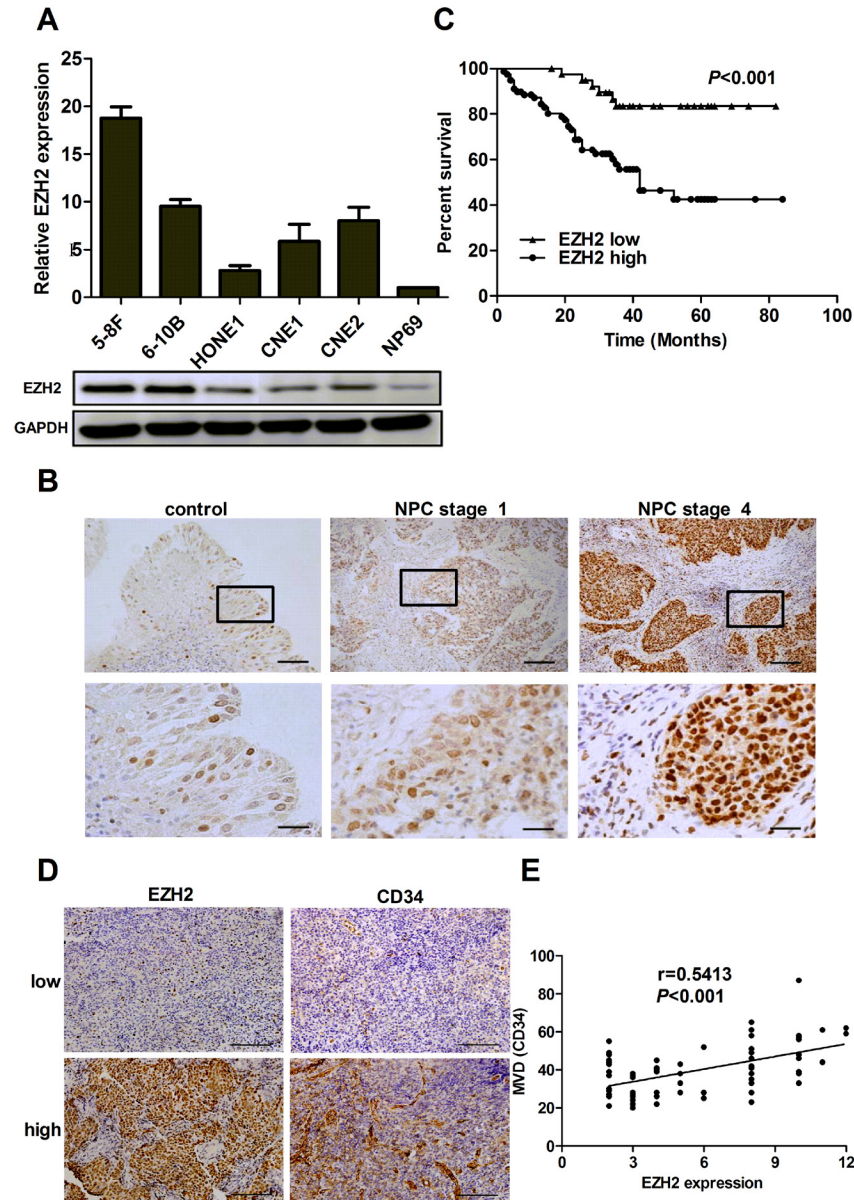 A
Relative EZH2 expression
25
20
15
10
5
0
5-8F
6-10B
HONE1
CNE1
CNE2
NP69
EZH2
GAPDH
C
Percent survival
100
80
60
40
20
0
P<0.001
EZH2 low
EZH2 high
0 20 40 60 80 100
Time (Months)
B
control
NPC stage 1
NPC stage 4
D
EZH2
CD34
low
high
E
MVD (CD34)
100
80
60
40
20
0
r=0.5413
P<0.001
0 3 6 9 12
EZH2 expression